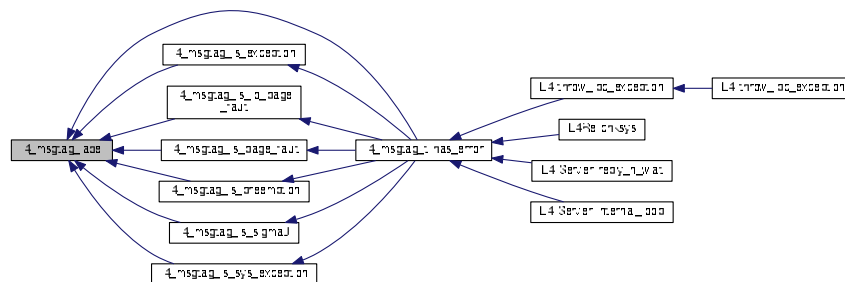 l4_msgtag_is_exception
l4_msgtag_is_io_page
_fault
L4::throw_ipc_exception
L4::throw_ipc_exception
L4Re::chksys
l4_msgtag_label
l4_msgtag_is_page_fault
l4_msgtag_t::has_error
L4::Server::reply_n_wait
l4_msgtag_is_preemption
L4::Server::internal_loop
l4_msgtag_is_sigma0
l4_msgtag_is_sys_exception